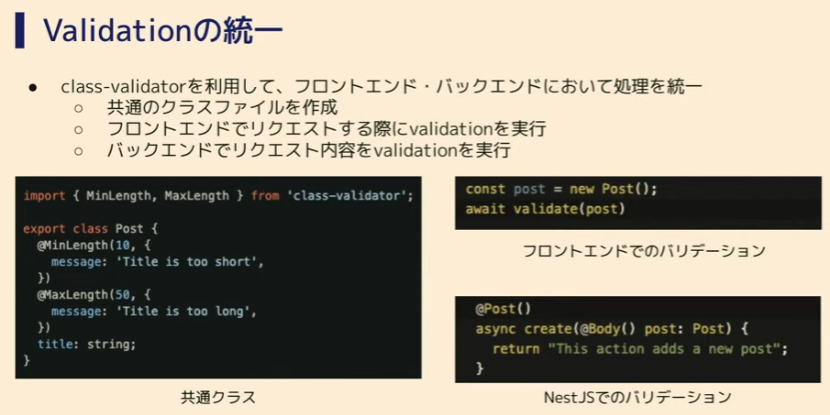 Validationの統一
● class-validatorを利用して、フロントエンド・バックエンドにおいて処理を統一
○ 共通のクラスファイルを作成
○ フロントエンドでリクエストする際にvalidationを実行
○ バックエンドでリクエスト内容をvalidationを実行
import { MinLength, MaxLength } from 'class-validator';
export class Post {
@MinLength(10, {
message: 'Title is too short',
})
@MaxLength(50, {
message: 'Title is too long',
})
title: string;
}
共通クラス
const post = new Post();
await validate(post)
フロントエンドでのバリデーション
@Post()
async create(@Body() post: Post) {
return "This action adds a new post";
}
NestJSでのバリデーション